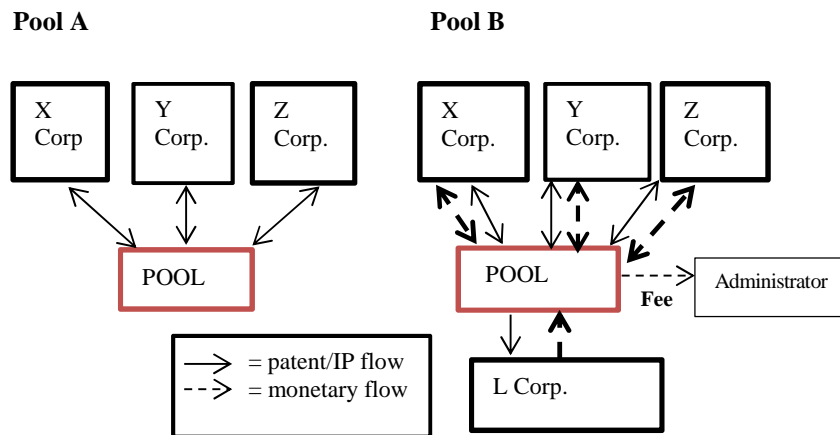 Pool A
Pool B
X
Corp
Y
Corp.
Z
Corp.
X
Corp.
Y
Corp.
Z
Corp.
POOL
POOL
Fee
Administrator
= patent/IP flow
= monetary flow
L Corp.